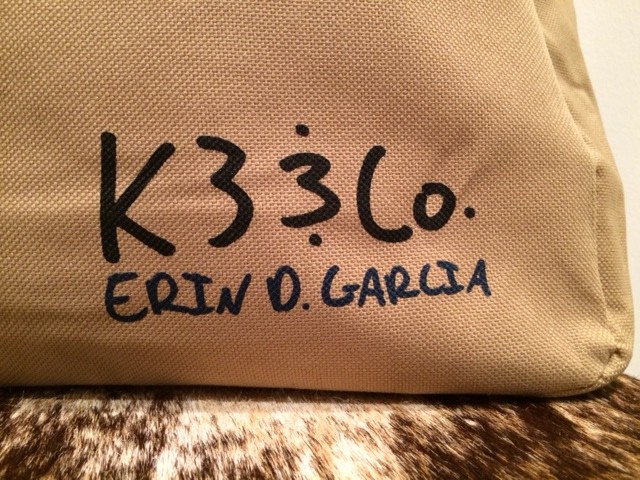 K3 & Co.
ERIN D. GARCIA